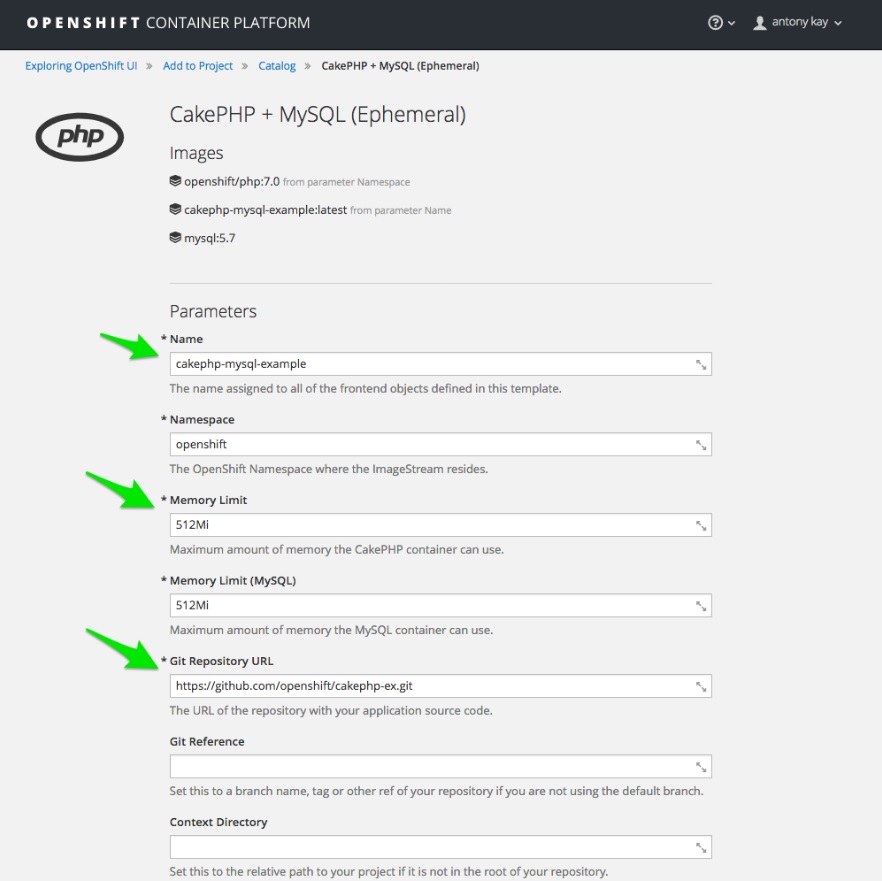 OPENSHIFT CONTAINER PLATFORM
? antony kay
Exploring OpenShift UI » Add to Project » Catalog » CakePHP + MySQL (Ephemeral)
php
CakePHP + MySQL (Ephemeral)
Images
openshift/php:7.0 from parameter Namespace
cakephp-mysql-example:latest from parameter Name
mysql:5.7
Parameters
* Name
cakephp-mysql-example
The name assigned to all of the frontend objects defined in this template.
* Namespace
openshift
The OpenShift Namespace where the ImageStream resides.
* Memory Limit
512Mi
Maximum amount of memory the CakePHP container can use.
* Memory Limit (MySQL)
512Mi
Maximum amount of memory the MySQL container can use.
* Git Repository URL
https://github.com/openshift/cakephp-ex.git
The URL of the repository with your application source code.
Git Reference
Set this to a branch name, tag or other ref of your repository if you are not using the default branch.
Context Directory
Set this to the relative path to your project if it is not in the root of your repository.